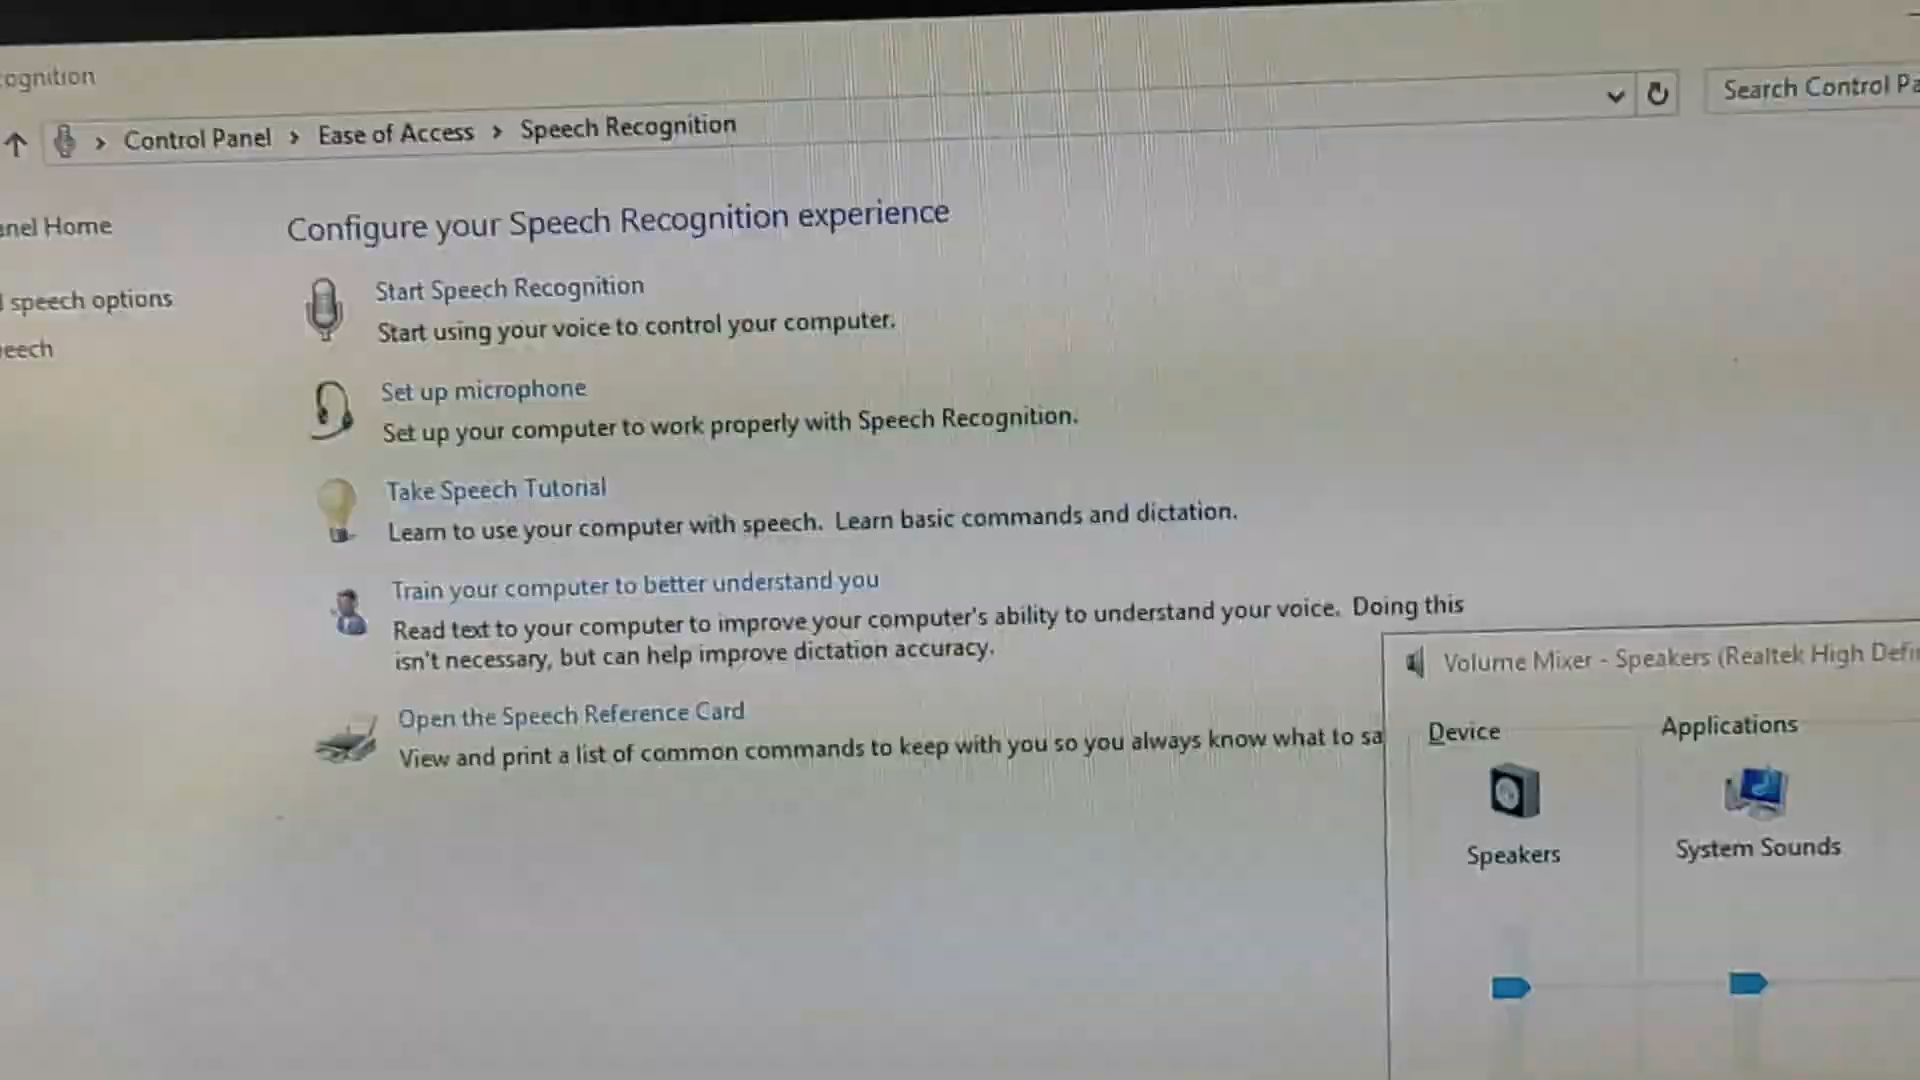 ognition
Control Panel > Ease of Access > Speech Recognition
Search Control Pa
nel Home
speech options
eech
Configure your Speech Recognition experience
Start Speech Recognition
Start using your voice to control your computer.
Set up microphone
Set up your computer to work properly with Speech Recognition.
Take Speech Tutorial
Learn to use your computer with speech. Learn basic commands and dictation.
Train your computer to better understand you
Read text to your computer to improve your computer's ability to understand your voice. Doing this
isn't necessary, but can help improve dictation accuracy.
Open the Speech Reference Card
View and print a list of common commands to keep with you so you always know what to sa
Volume Mixer - Speakers (Realtek High Defi
Device
Applications
Speakers
System Sounds